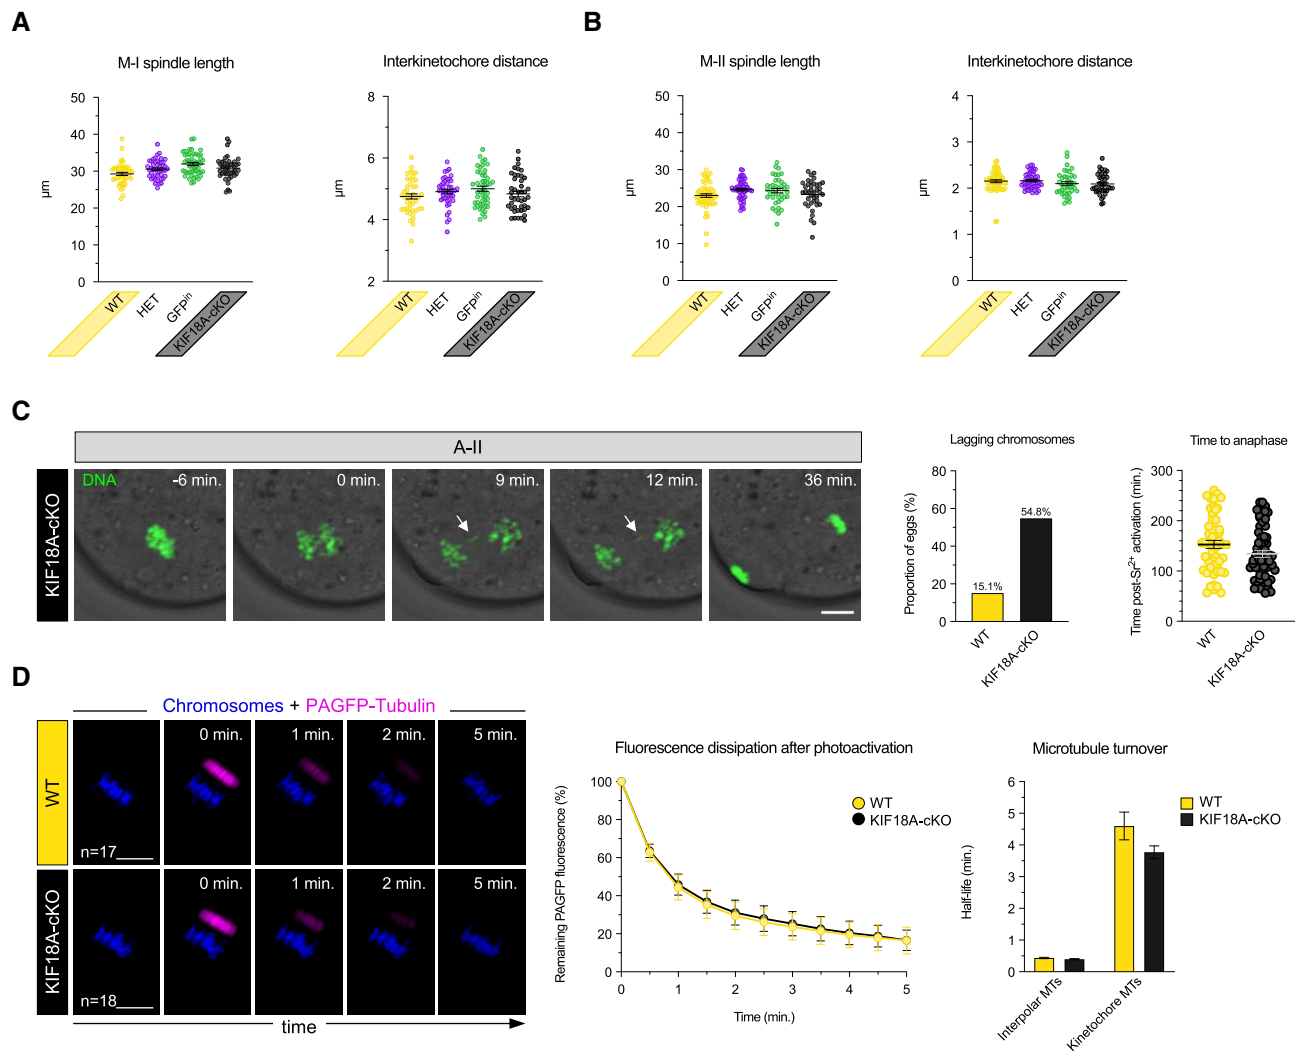 A
B
M-I spindle length
Interkinetochore distance
M-II spindle length
Interkinetochore distance
50
40
30
20
10
0
µm
WT
HET
GFPⁱⁿ
KIF18A-cKO
8
6
4
2
µm
WT
HET
GFPⁱⁿ
KIF18A-cKO
50
40
30
20
10
0
µm
WT
HET
GFPⁱⁿ
KIF18A-cKO
4
3
2
1
0
µm
WT
HET
GFPⁱⁿ
KIF18A-cKO
C
A-II
KIF18A-cKO
DNA
-6 min.
0 min.
9 min.
12 min.
36 min.
Lagging chromosomes
Proportion of eggs (%)
80
60
40
20
0
15.1%
54.8%
WT
KIF18A-cKO
Time to anaphase
Time post-Sr²⁺ activation (min.)
300
200
100
0
WT
KIF18A-cKO
D
Chromosomes + PAGFP-Tubulin
WT
0 min.
1 min.
2 min.
5 min.
n=17
KIF18A-cKO
0 min.
1 min.
2 min.
5 min.
n=18
time
Fluorescence dissipation after photoactivation
Remaining PAGFP fluorescence (%)
100
80
60
40
20
0
0
1
2
3
4
5
Time (min.)
WT
KIF18A-cKO
Microtubule turnover
Half-life (min.)
6
5
4
3
2
1
0
Interpolar MTs
Kinetochore MTs
WT
KIF18A-cKO